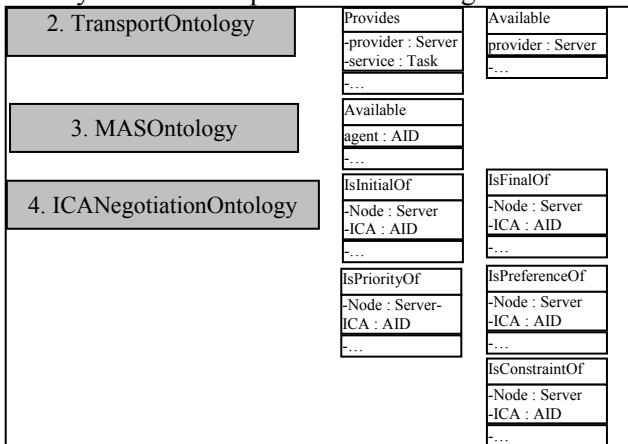 2. TransportOntology
Provides
-provider : Server
-service : Task
-...
Available
provider : Server
-...
3. MASOntology
Available
agent : AID
-...
4. ICANegotiationOntology
IsInitialOf
-Node : Server
-ICA : AID
-...
IsFinalOf
-Node : Server
-ICA : AID
-...
IsPriorityOf
-Node : Server-
ICA : AID
-...
IsPreferenceOf
-Node : Server
-ICA : AID
-...
IsConstraintOf
-Node : Server
-ICA : AID
-...